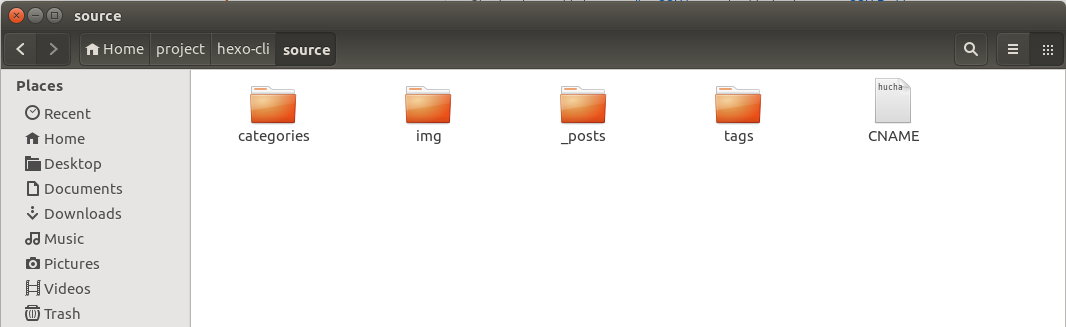 source
Home project hexo-cli source
Places
Recent
Home
Desktop
Documents
Downloads
Music
Pictures
Videos
Trash
hucha
categories img _posts tags CNAME